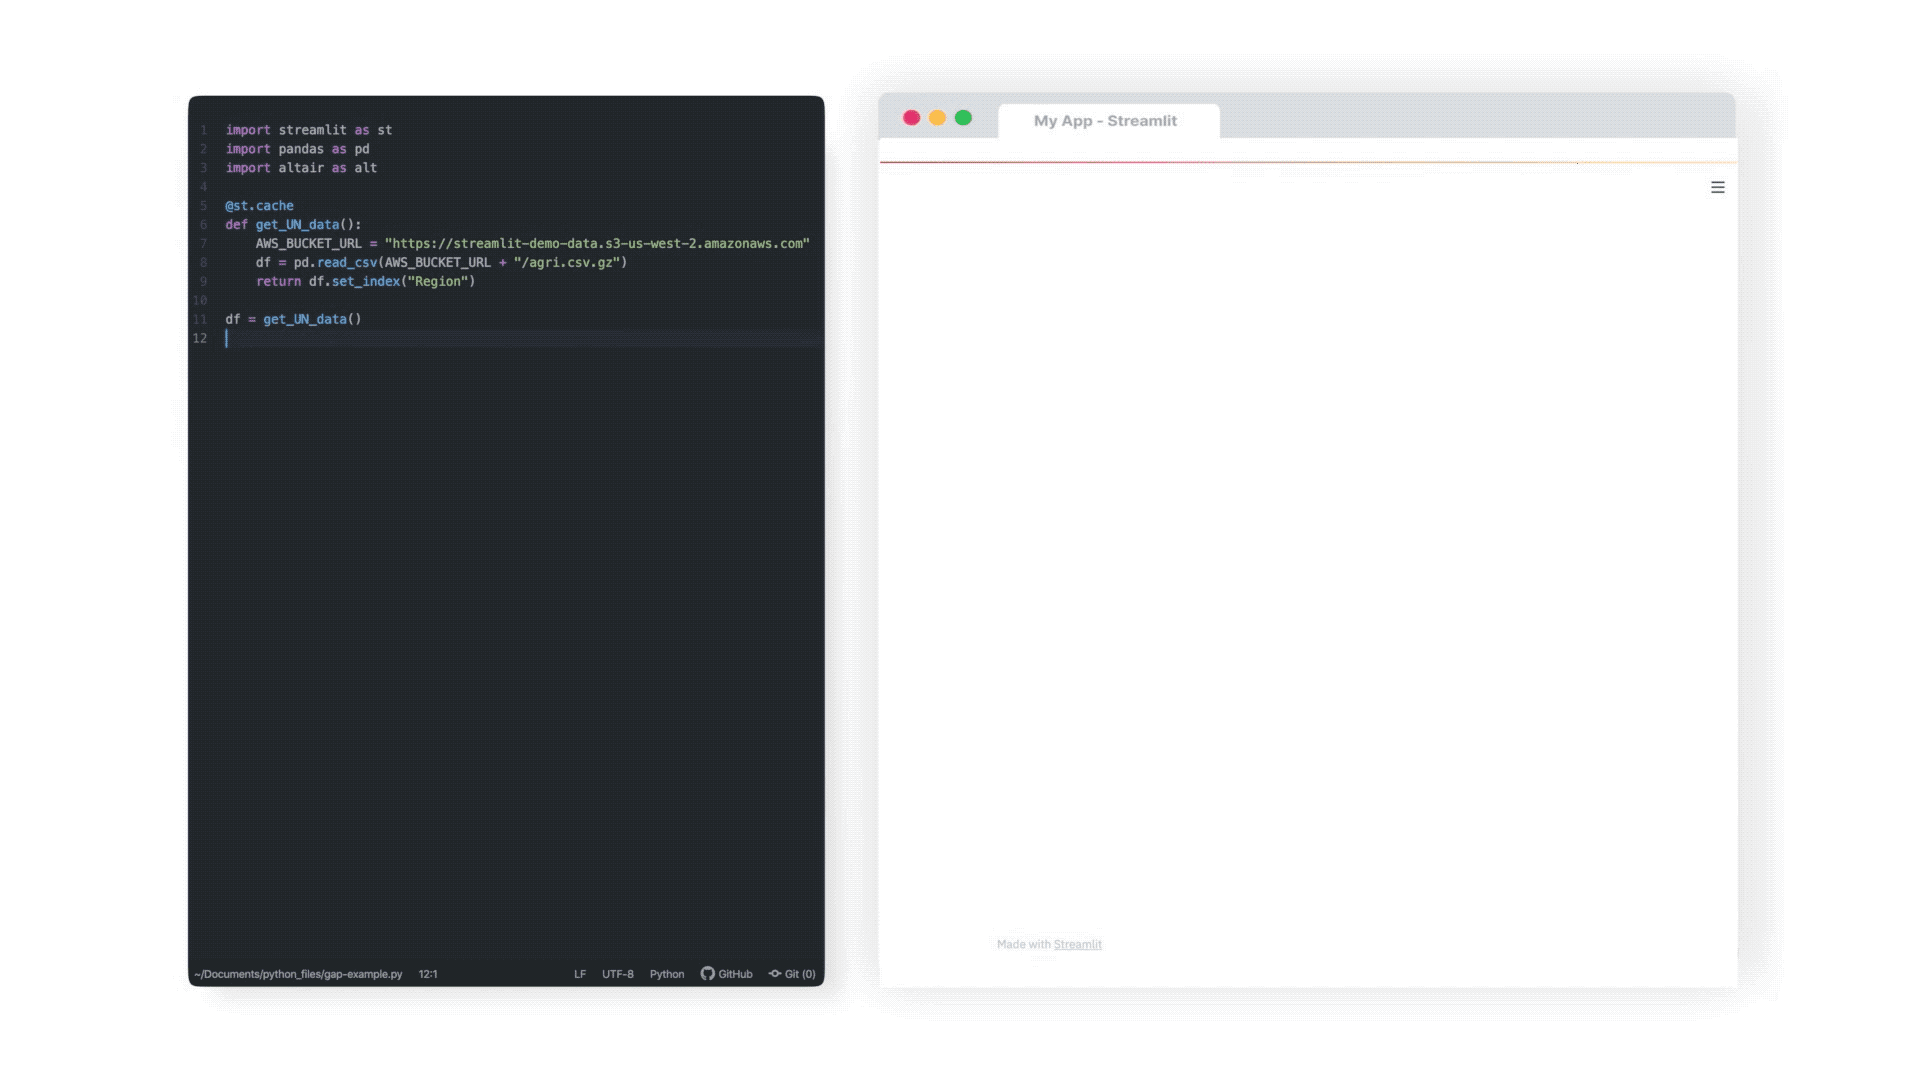 1 import streamlit as st
2 import pandas as pd
3 import altair as alt
4
5 @st.cache
6 def get_UN_data():
7     AWS_BUCKET_URL = "https://streamlit-demo-data.s3-us-west-2.amazonaws.com"
8     df = pd.read_csv(AWS_BUCKET_URL + "/agri.csv.gz")
9     return df.set_index("Region")
10
11 df = get_UN_data()
12
~/Documents/python_files/gap-example.py 12:1 LF UTF-8 Python GitHub Git (0)
My App - Streamlit
Made with Streamlit